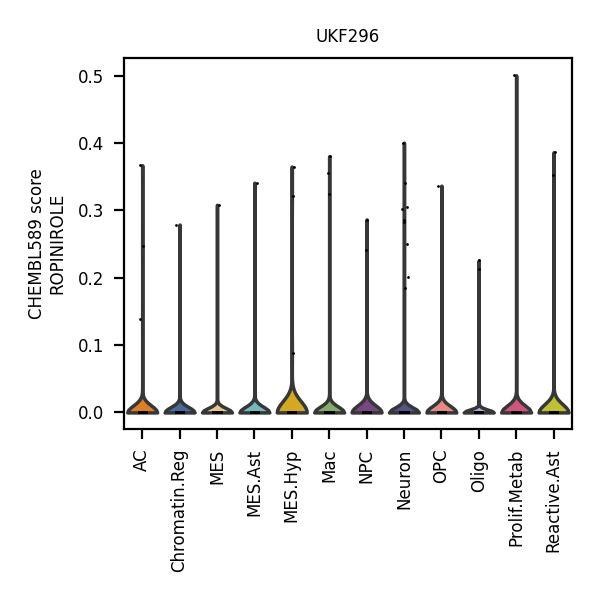 UKF296
CHEMBL589 score
ROPINIROLE
0.5
0.4
0.3
0.2
0.1
0.0
AC
Chromatin.Reg
MES
MES.Ast
MES.Hyp
Mac
NPC
Neuron
OPC
Oligo
Prolif.Metab
Reactive.Ast